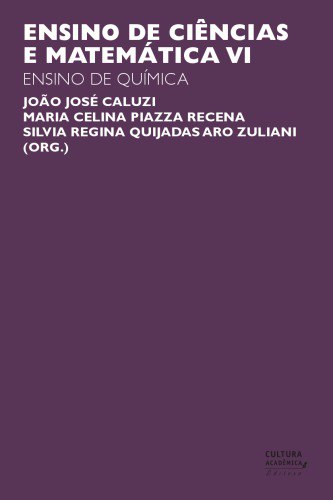 ENSINO DE CIÊNCIAS
E MATEMÁTICA VI
ENSINO DE QUÍMICA
JOÃO JOSÉ CALUZI
MARIA CELINA PIAZZA RECENA
SILVIA REGINA QUIJADAS ARO ZULIANI
(ORG.)
CULTURA
ACADÊMICA
Editora